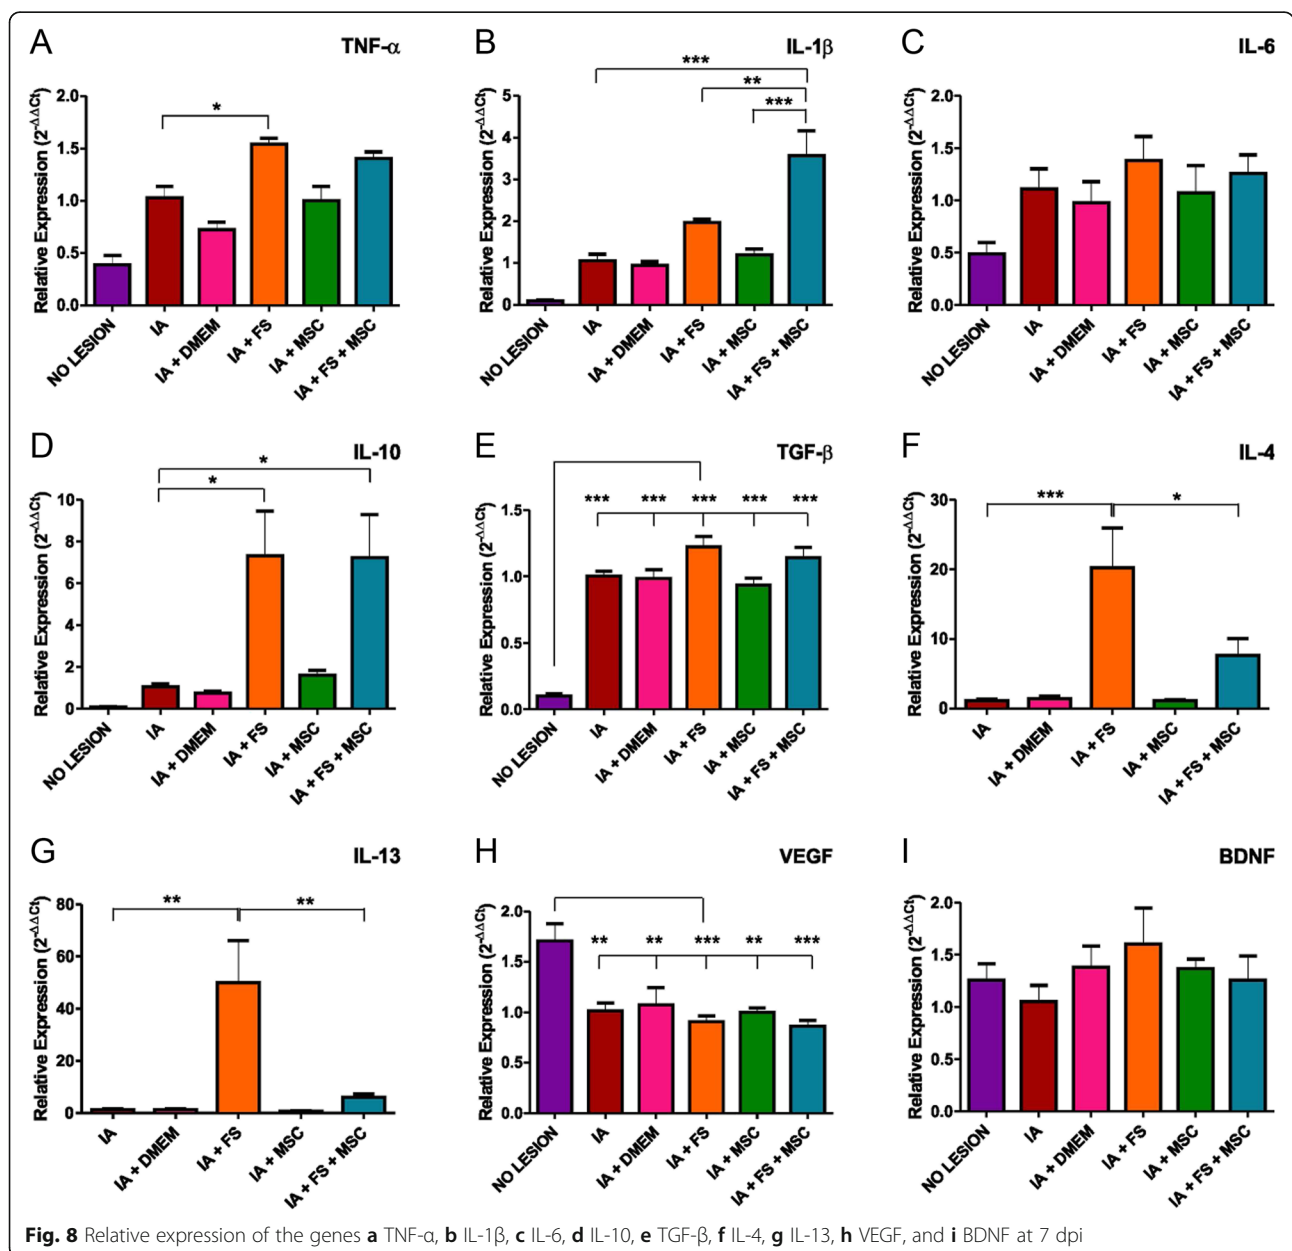 A TNF-α
Relative Expression (2^-ΔΔCt)
2.0
1.5
1.0
0.5
0.0
*
NO LESION
IA
IA + DMEM
IA + FS
IA + MSC
IA + FS + MSC
B IL-1β
Relative Expression (2^-ΔΔCt)
5
4
3
2
1
0
***
**
***
NO LESION
IA
IA + DMEM
IA + FS
IA + MSC
IA + FS + MSC
C IL-6
Relative Expression (2^-ΔΔCt)
2.0
1.5
1.0
0.5
0.0
NO LESION
IA
IA + DMEM
IA + FS
IA + MSC
IA + FS + MSC
D IL-10
Relative Expression (2^-ΔΔCt)
10
8
6
4
2
0
*
*
NO LESION
IA
IA + DMEM
IA + FS
IA + MSC
IA + FS + MSC
E TGF-β
Relative Expression (2^-ΔΔCt)
1.5
1.0
0.5
0.0
*** *** *** *** ***
NO LESION
IA
IA + DMEM
IA + FS
IA + MSC
IA + FS + MSC
F IL-4
Relative Expression (2^-ΔΔCt)
30
20
10
0
*** *
IA
IA + DMEM
IA + FS
IA + MSC
IA + FS + MSC
G IL-13
Relative Expression (2^-ΔΔCt)
80
60
40
20
0
** **
IA
IA + DMEM
IA + FS
IA + MSC
IA + FS + MSC
H VEGF
Relative Expression (2^-ΔΔCt)
2.0
1.5
1.0
0.5
0.0
** ** *** ** ***
NO LESION
IA
IA + DMEM
IA + FS
IA + MSC
IA + FS + MSC
I BDNF
Relative Expression (2^-ΔΔCt)
2.0
1.5
1.0
0.5
0.0
NO LESION
IA
IA + DMEM
IA + FS
IA + MSC
IA + FS + MSC
Fig. 8 Relative expression of the genes a TNF-α, b IL-1β, c IL-6, d IL-10, e TGF-β, f IL-4, g IL-13, h VEGF, and i BDNF at 7 dpi